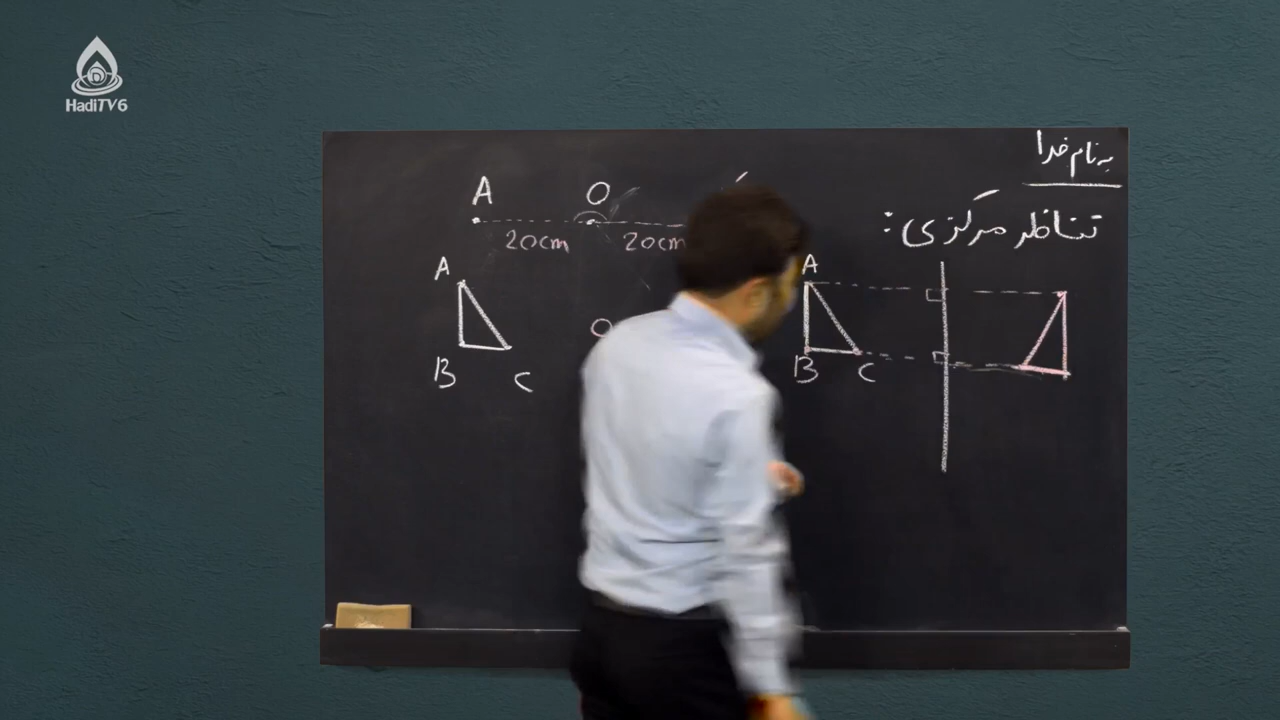 HadiTV6
به نام خدا
تناظر مرکزی :
A O
20cm 20cm
A A
O
B C B C